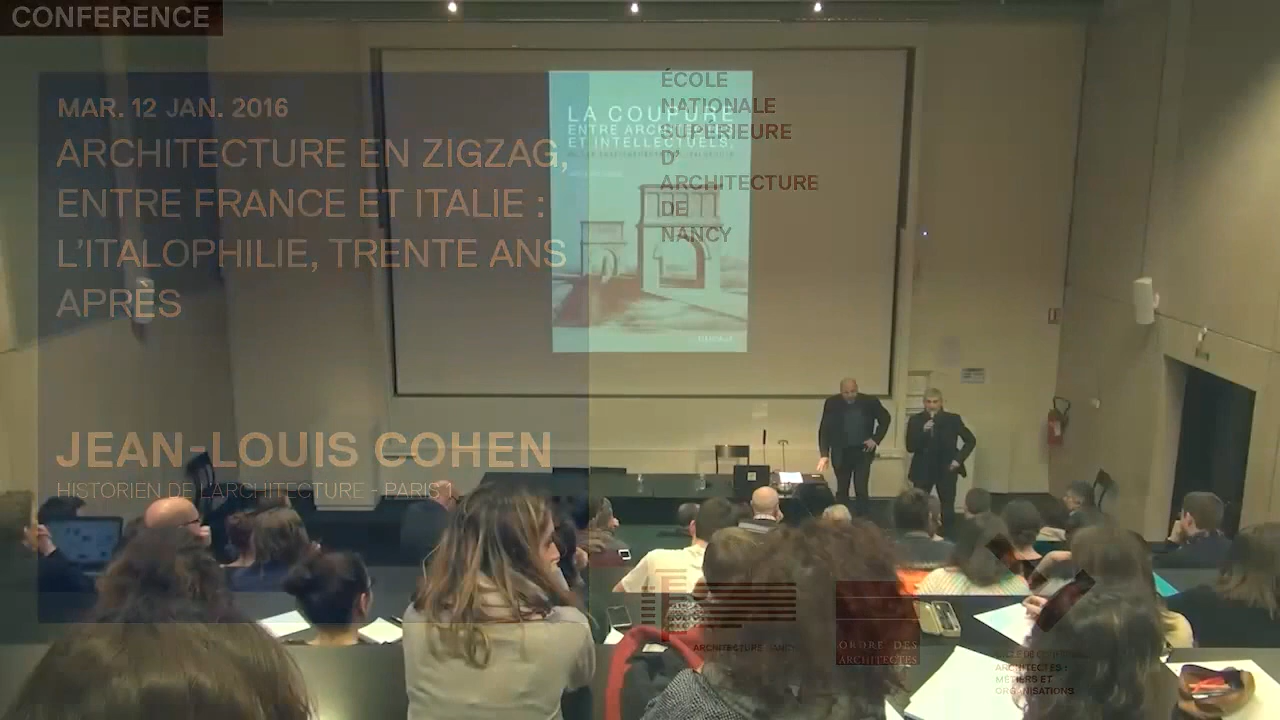 CONFERENCE
MAR. 12 JAN. 2016
ARCHITECTURE EN ZIGZAG,
ENTRE FRANCE ET ITALIE :
L'ITALOPHILIE, TRENTE ANS
APRÈS
JEAN-LOUIS COHEN
HISTORIEN DE L'ARCHITECTURE - PARIS
ÉCOLE
NATIONALE
SUPÉRIEURE
D'
ARCHITECTURE
DE
NANCY
LA COUPURE
ENTRE ARCHITECTES
ET INTELLECTUELS,
ARCHITECTURE NANCY
ORDRE DES
ARCHITECTES
ARCHITECTES :
MÉTIERS ET
ORGANISATIONS